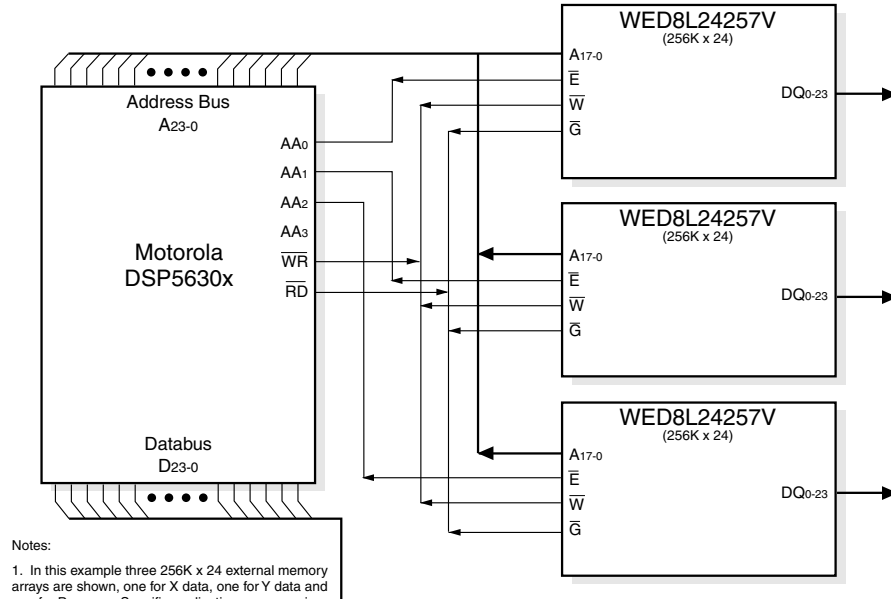 Address Bus
A23-0
AA0
AA1
AA2
AA3
WR
RD
Motorola
DSP5630x
Databus
D23-0
WED8L24257V
(256K x 24)
A17-0
E
W
G
DQ0-23
WED8L24257V
(256K x 24)
A17-0
E
W
G
DQ0-23
WED8L24257V
(256K x 24)
A17-0
E
W
G
DQ0-23
Notes:
1. In this example three 256K x 24 external memory
arrays are shown, one for X data, one for Y data and